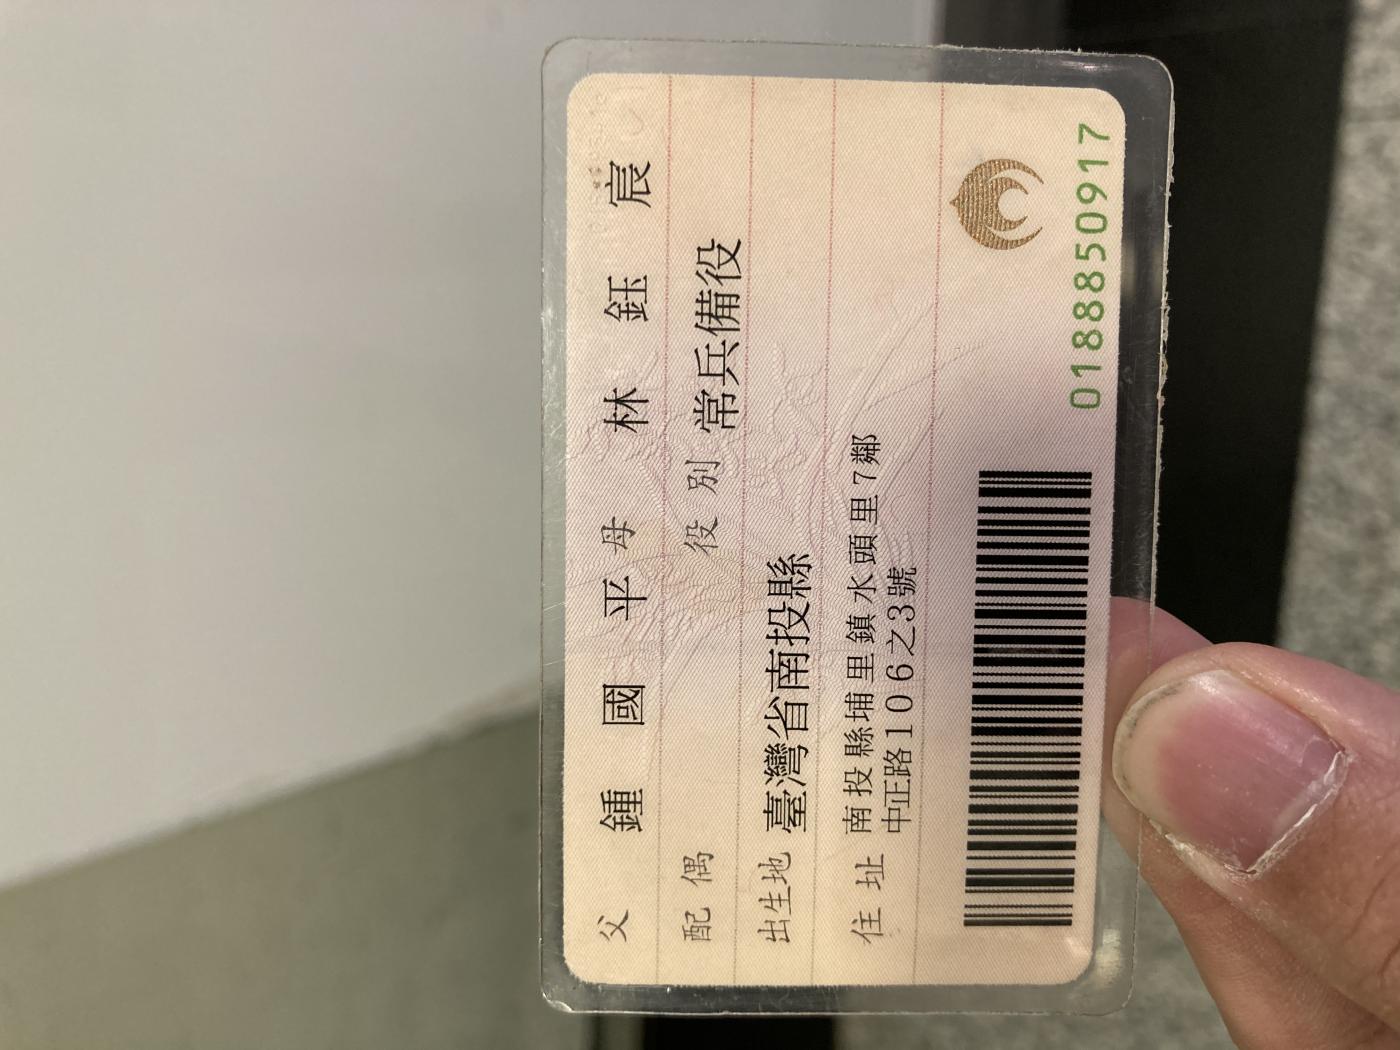 父 鍾國平 母 林鈺宸
配偶 役別 常兵備役
出生地 臺灣省南投縣
住址 南投縣埔里鎮水頭里7鄰
中正路106之3號
0188850917